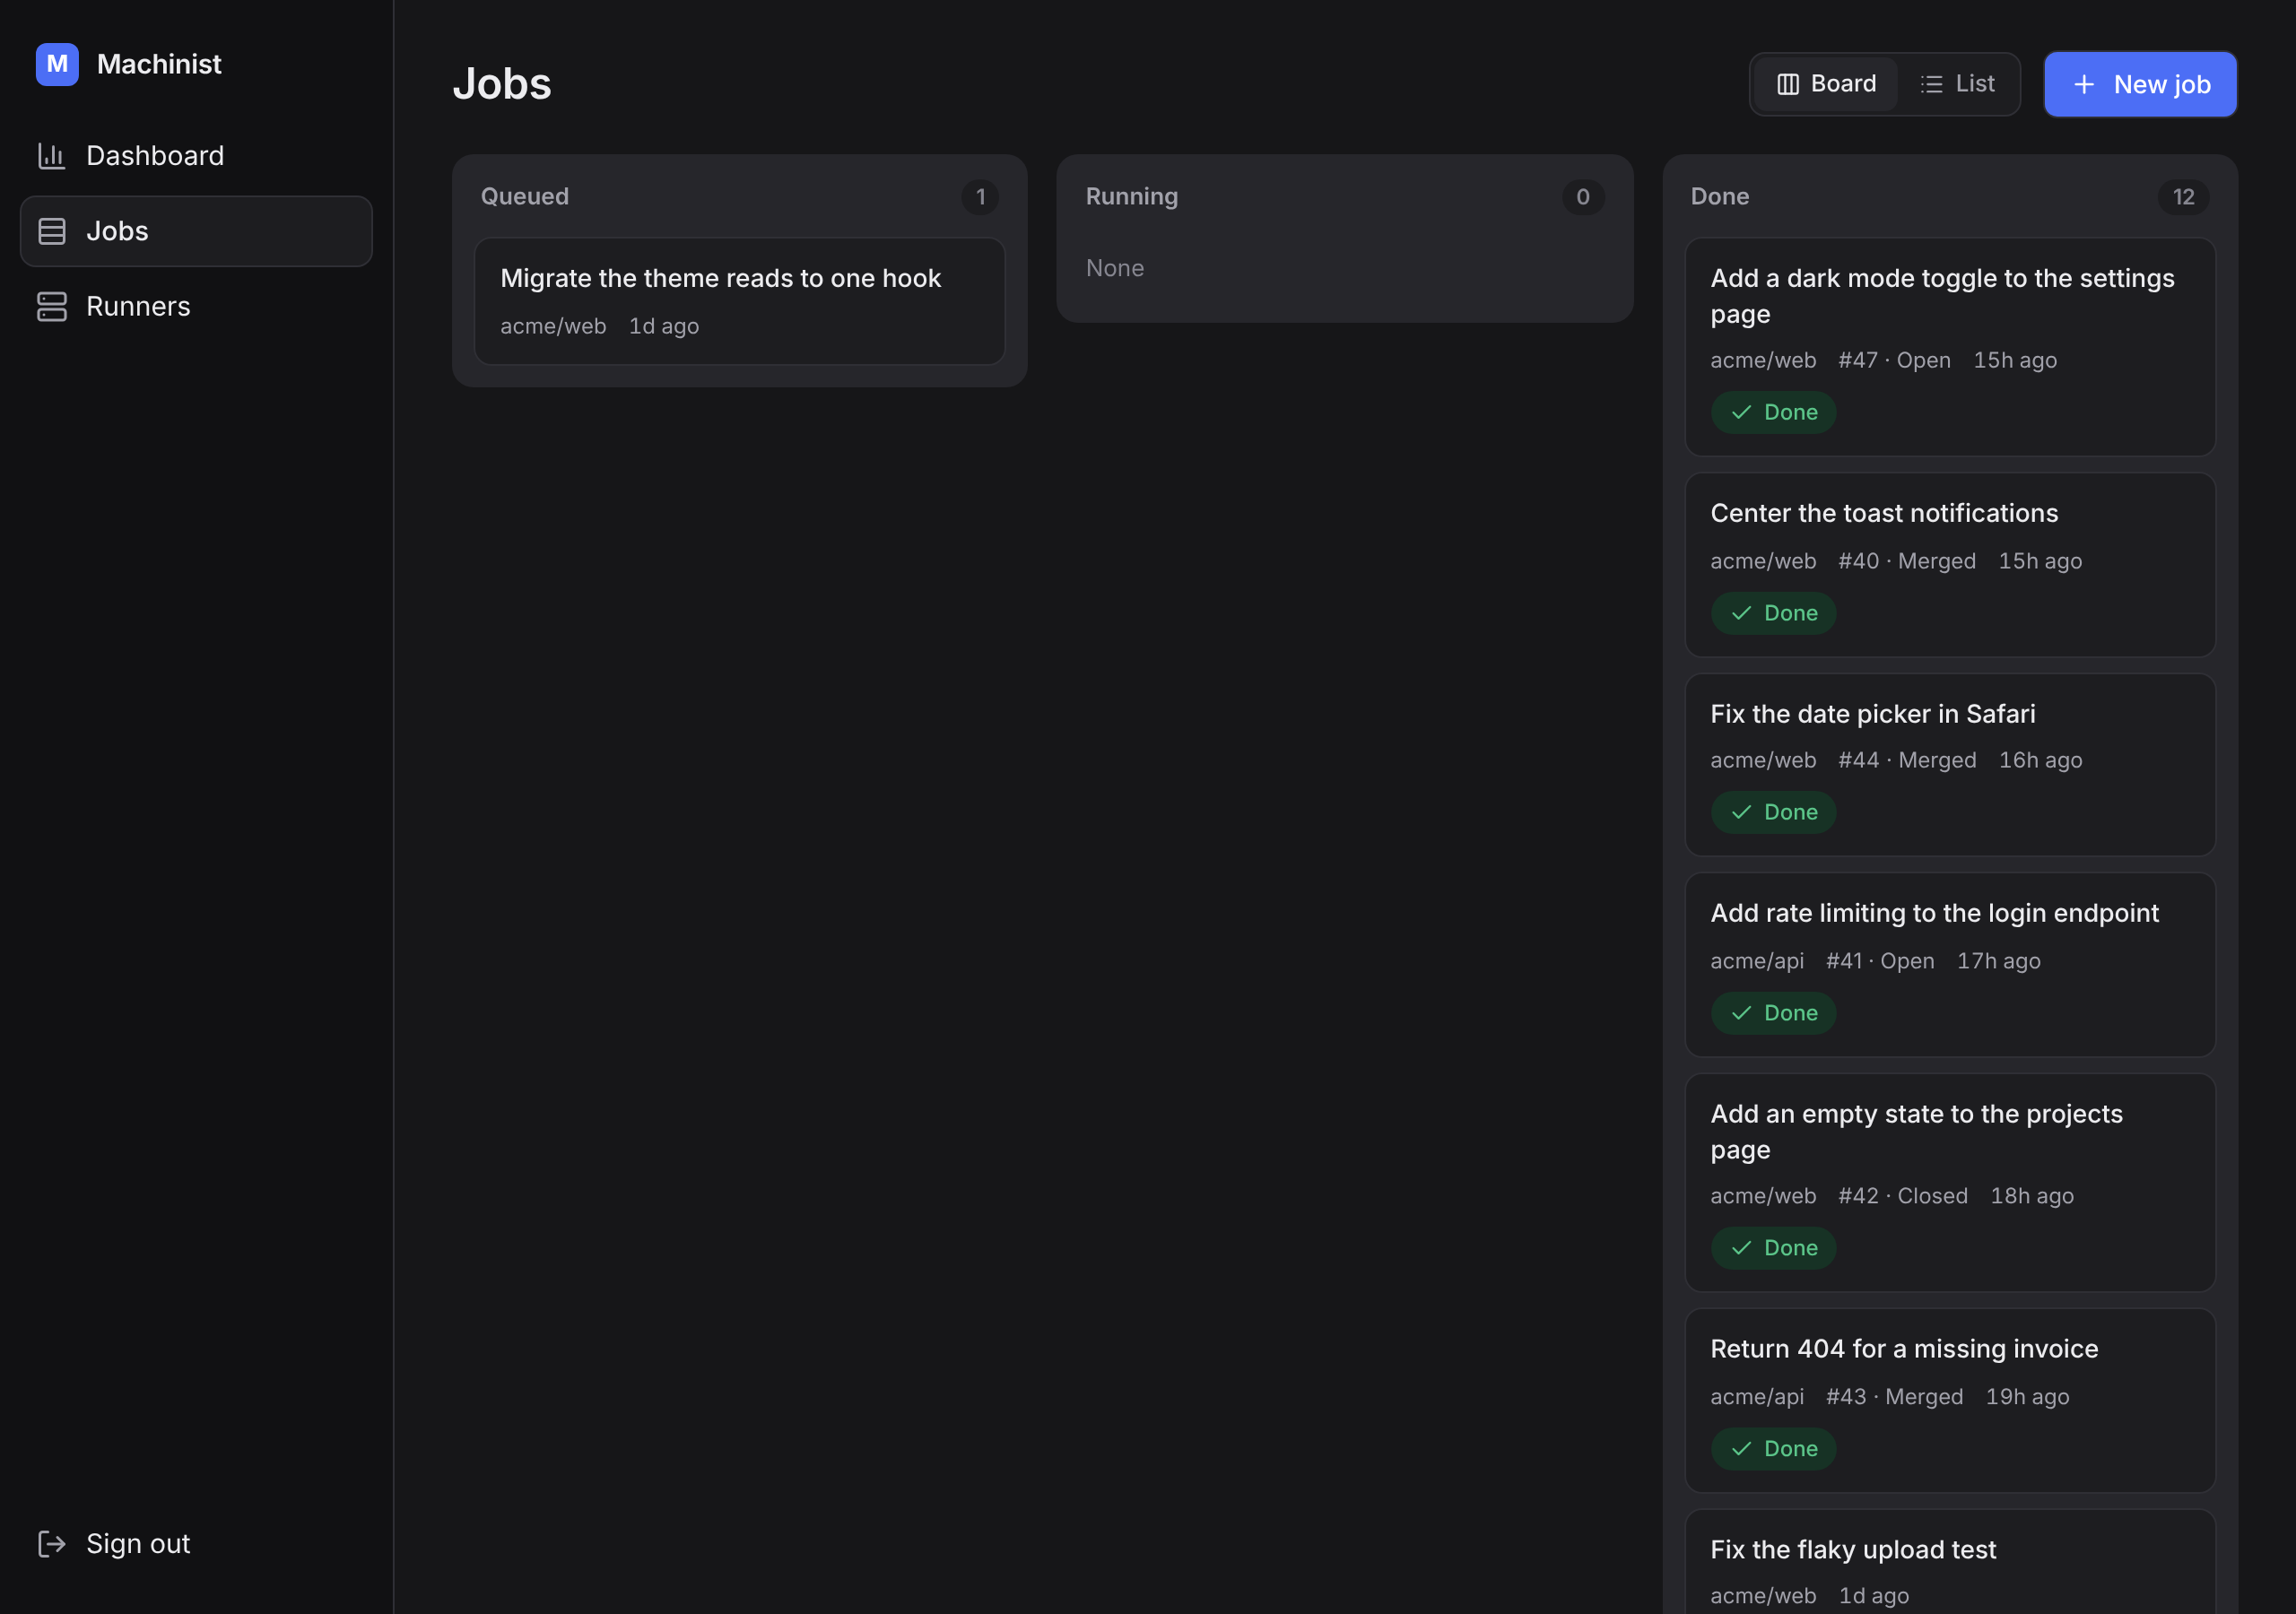 M Machinist
Dashboard
Jobs
Runners
Sign out
Jobs
Board
List
New job
Queued 1
Migrate the theme reads to one hook
acme/web 1d ago
Running 0
None
Done 12
Add a dark mode toggle to the settings
page
acme/web #47 · Open 15h ago
Done
Center the toast notifications
acme/web #40 · Merged 15h ago
Done
Fix the date picker in Safari
acme/web #44 · Merged 16h ago
Done
Add rate limiting to the login endpoint
acme/api #41 · Open 17h ago
Done
Add an empty state to the projects
page
acme/web #42 · Closed 18h ago
Done
Return 404 for a missing invoice
acme/api #43 · Merged 19h ago
Done
Fix the flaky upload test
acme/web 1d ago